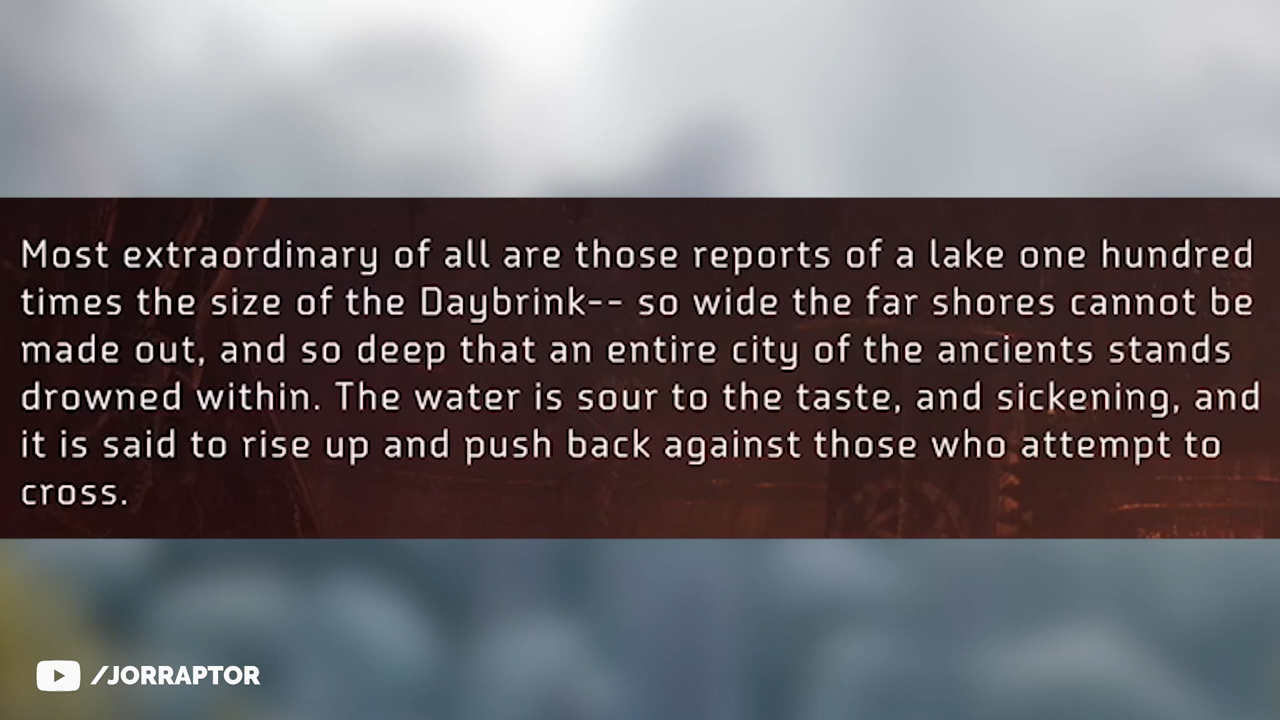 Most extraordinary of all are those reports of a lake one hundred
times the size of the Daybrink-- so wide the far shores cannot be
made out, and so deep that an entire city of the ancients stands
drowned within. The water is sour to the taste, and sickening, and
it is said to rise up and push back against those who attempt to
cross.
/JORRAPTOR